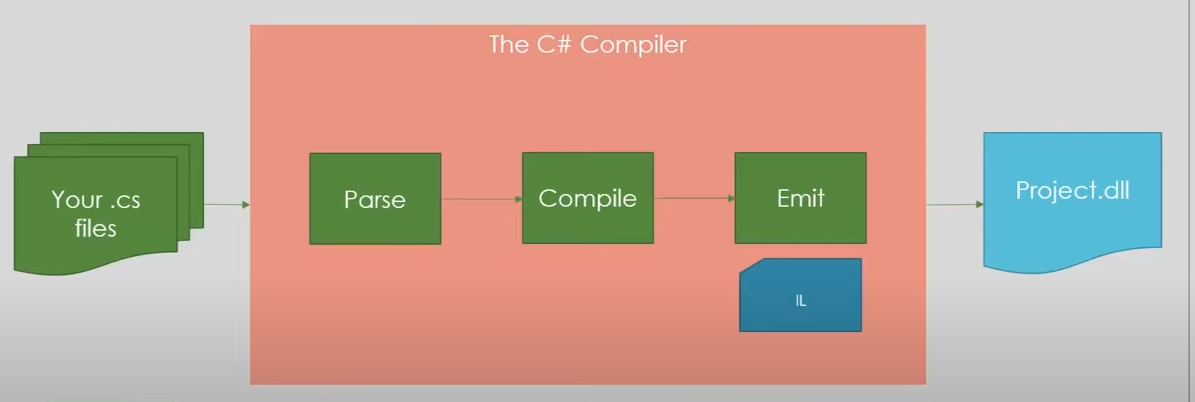 The C# Compiler
Your .cs
files
Parse
Compile
Emit
Project.dll
IL